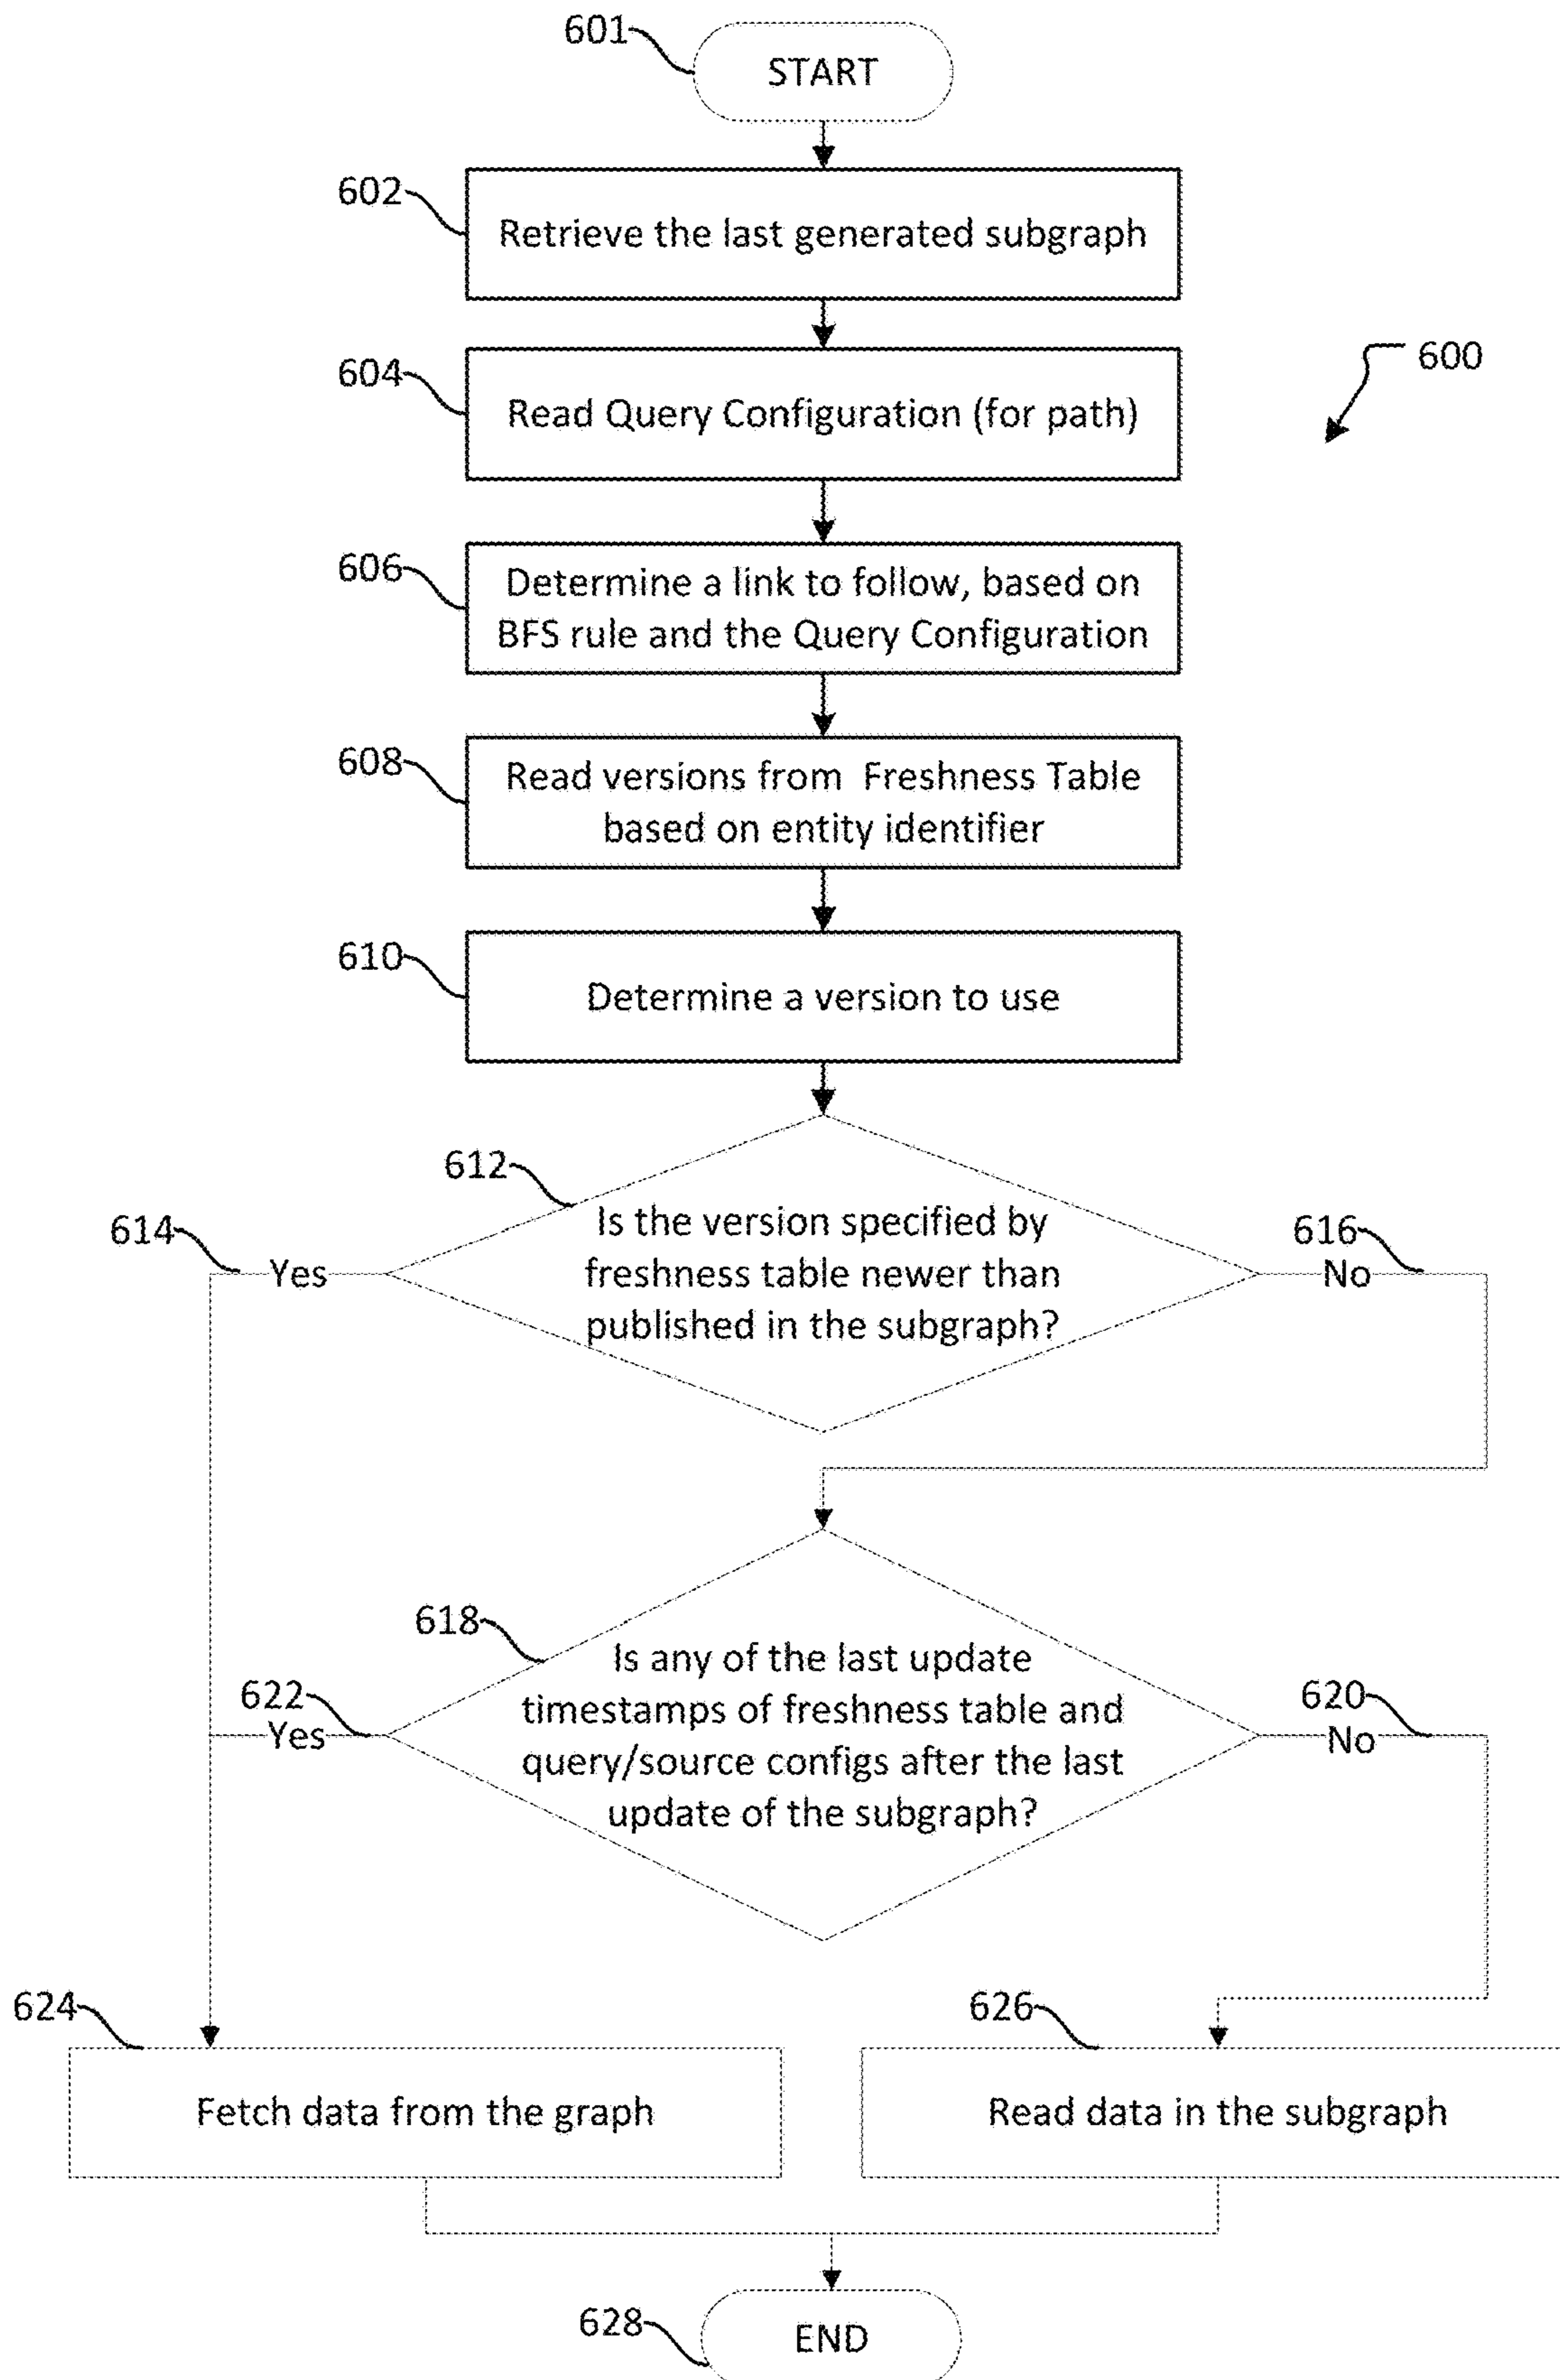 601
START
602
Retrieve the last generated subgraph
600
604
Read Query Configuration (for path)
606
Determine a link to follow, based on
BFS rule and the Query Configuration
608
Read versions from Freshness Table
based on entity identifier
610
Determine a version to use
612
Is the version specified by
freshness table newer than
published in the subgraph?
614
Yes
616
No
618
Is any of the last update
timestamps of freshness table and
query/source configs after the last
update of the subgraph?
622
Yes
620
No
624
Fetch data from the graph
626
Read data in the subgraph
628
END